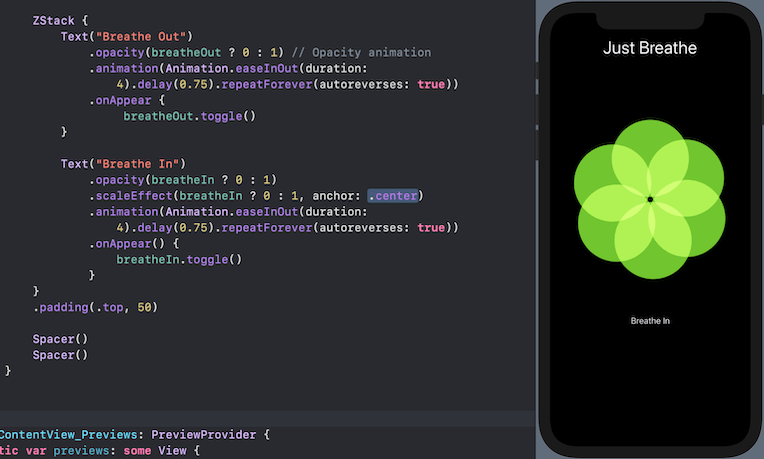 ZStack {
Text("Breathe Out")
.opacity(breatheOut ? 0 : 1) // Opacity animation
.animation(Animation.easeInOut(duration:
4).delay(0.75).repeatForever(autoreverses: true))
.onAppear {
breatheOut.toggle()
}
Text("Breathe In")
.opacity(breatheIn ? 0 : 1)
.scaleEffect(breatheIn ? 0 : 1, anchor: .center)
.animation(Animation.easeInOut(duration:
4).delay(0.75).repeatForever(autoreverses: true))
.onAppear() {
breatheIn.toggle()
}
}
.padding(.top, 50)
Spacer()
Spacer()
}
ContentView_Previews: PreviewProvider {
tic var previews: some View {
Just Breathe
Breathe In